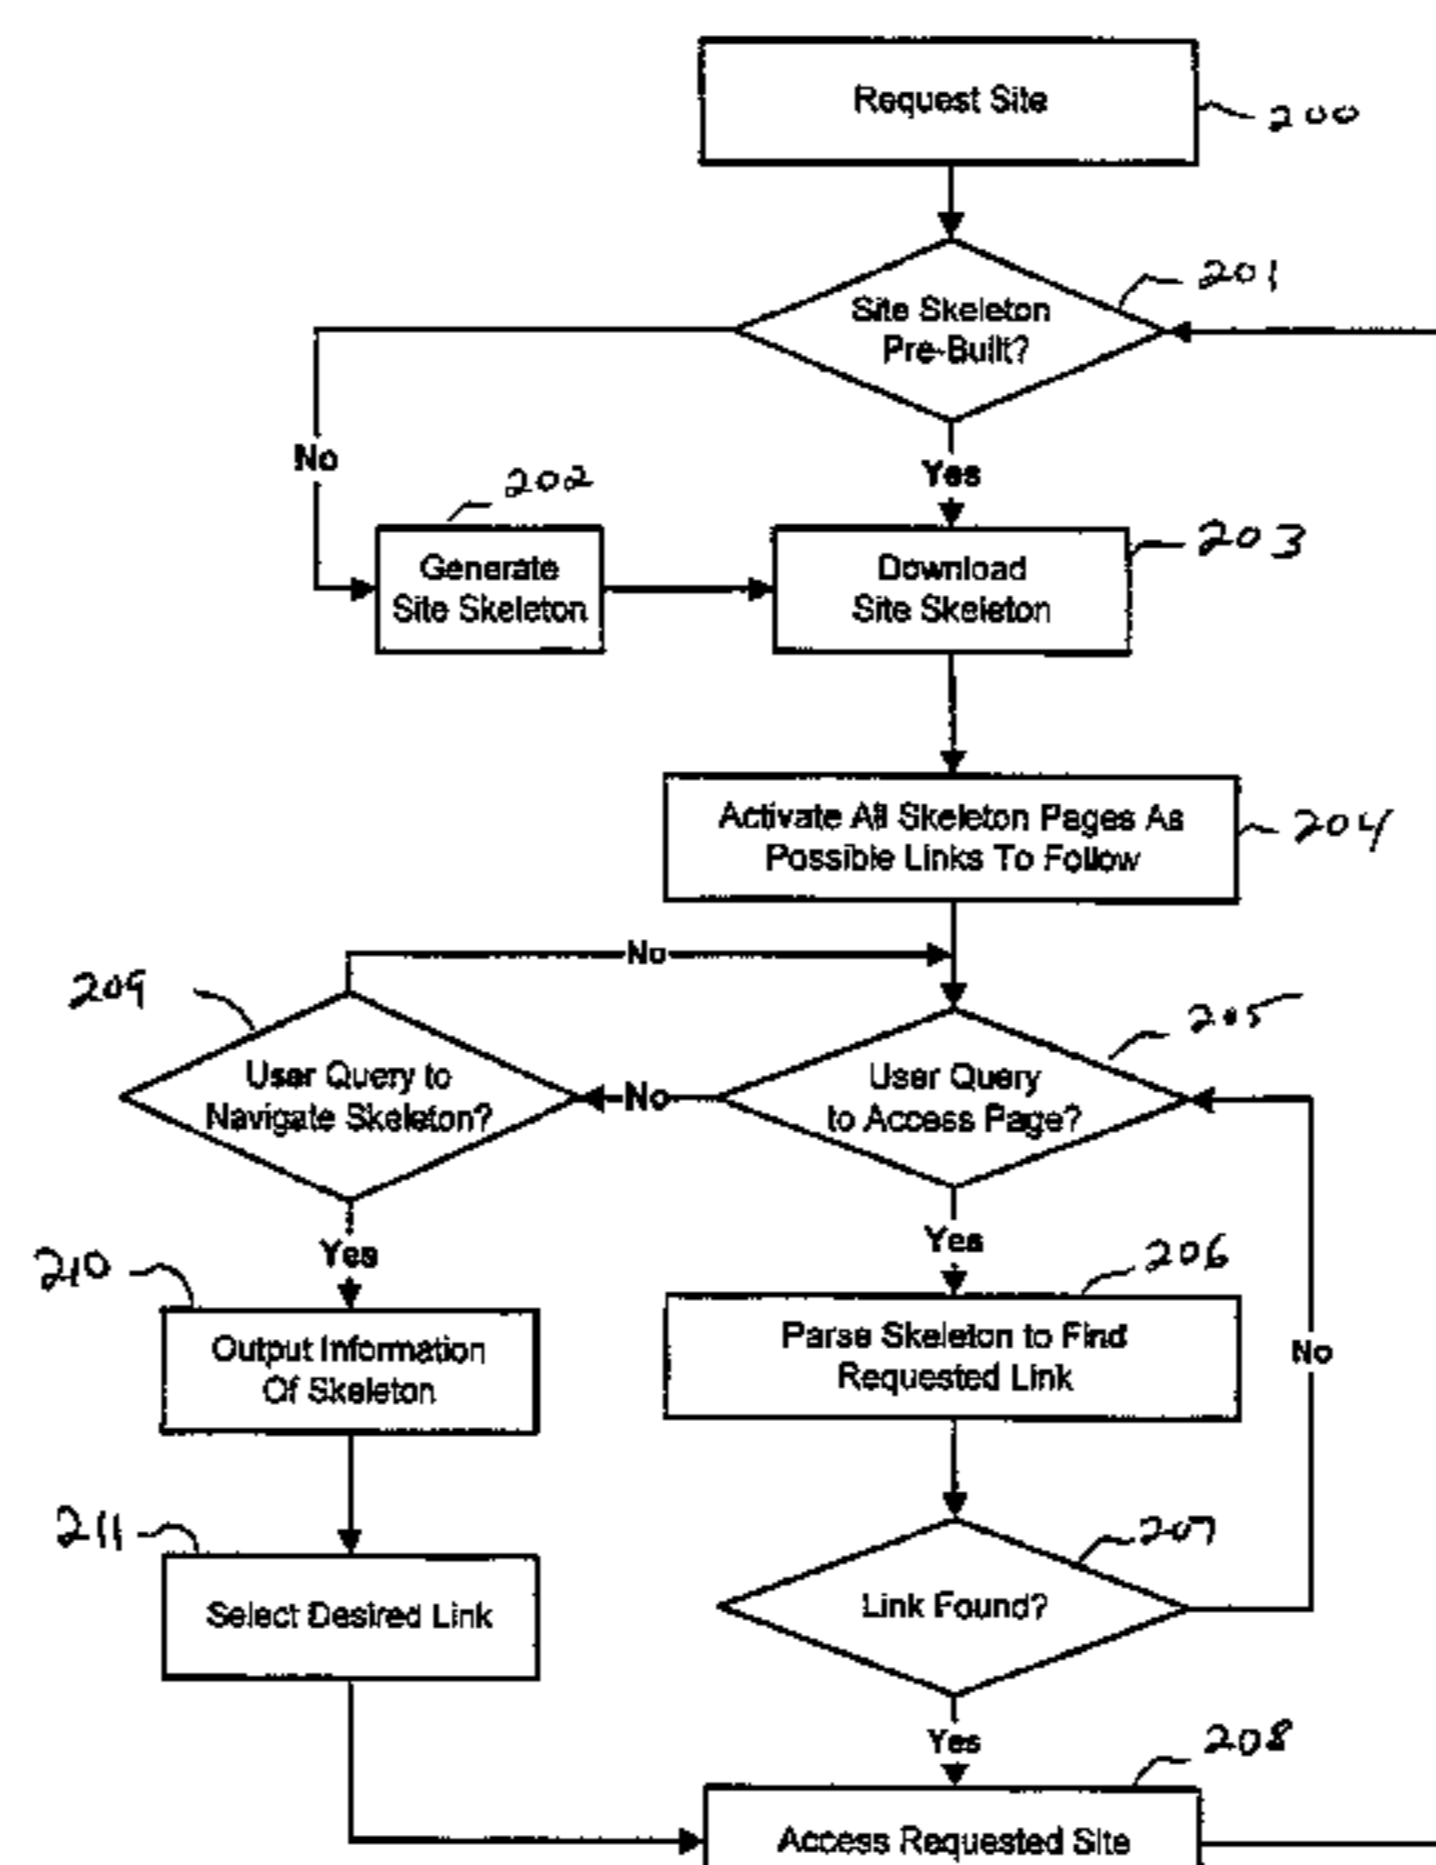 Request Site
200
201
Site Skeleton
Pre-Built?
No
Yes
202
203
Generate
Site Skeleton
Download
Site Skeleton
Activate All Skeleton Pages As
Possible Links To Follow
204
No
209
205
User Query to
Navigate Skeleton?
No
User Query
to Access Page?
Yes
Yes
210
206
Output Information
Of Skeleton
Parse Skeleton to Find
Requested Link
No
211
207
Select Desired Link
Link Found?
Yes
208
Access Requested Site